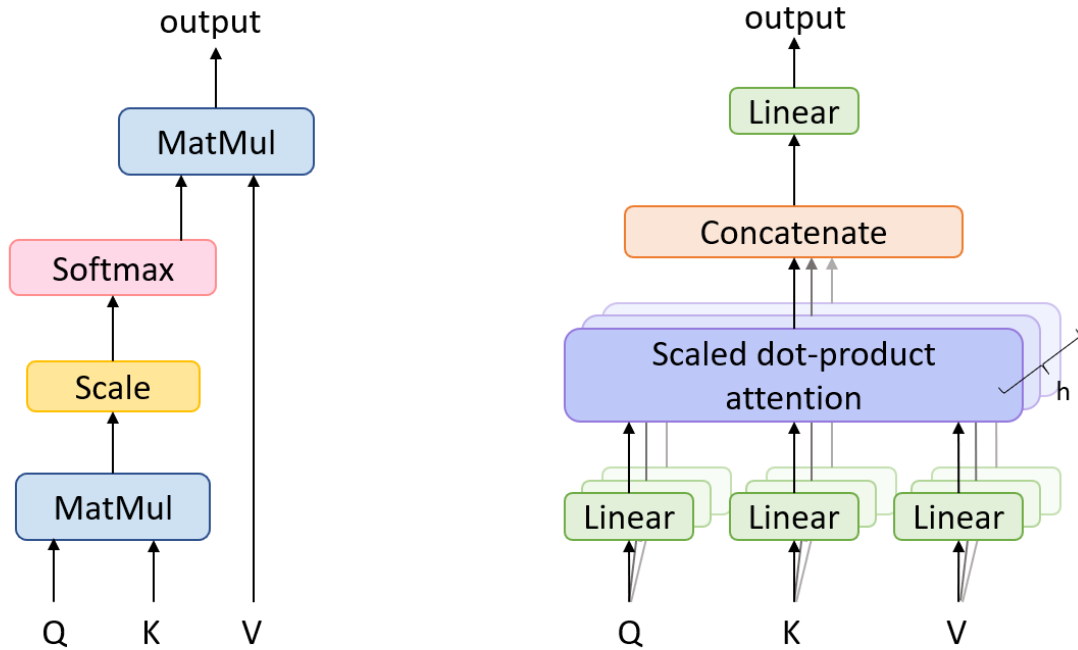 output
MatMul
Softmax
Scale
MatMul
Q K V
output
Linear
Concatenate
Scaled dot-product
attention
h
Linear Linear Linear
Q K V